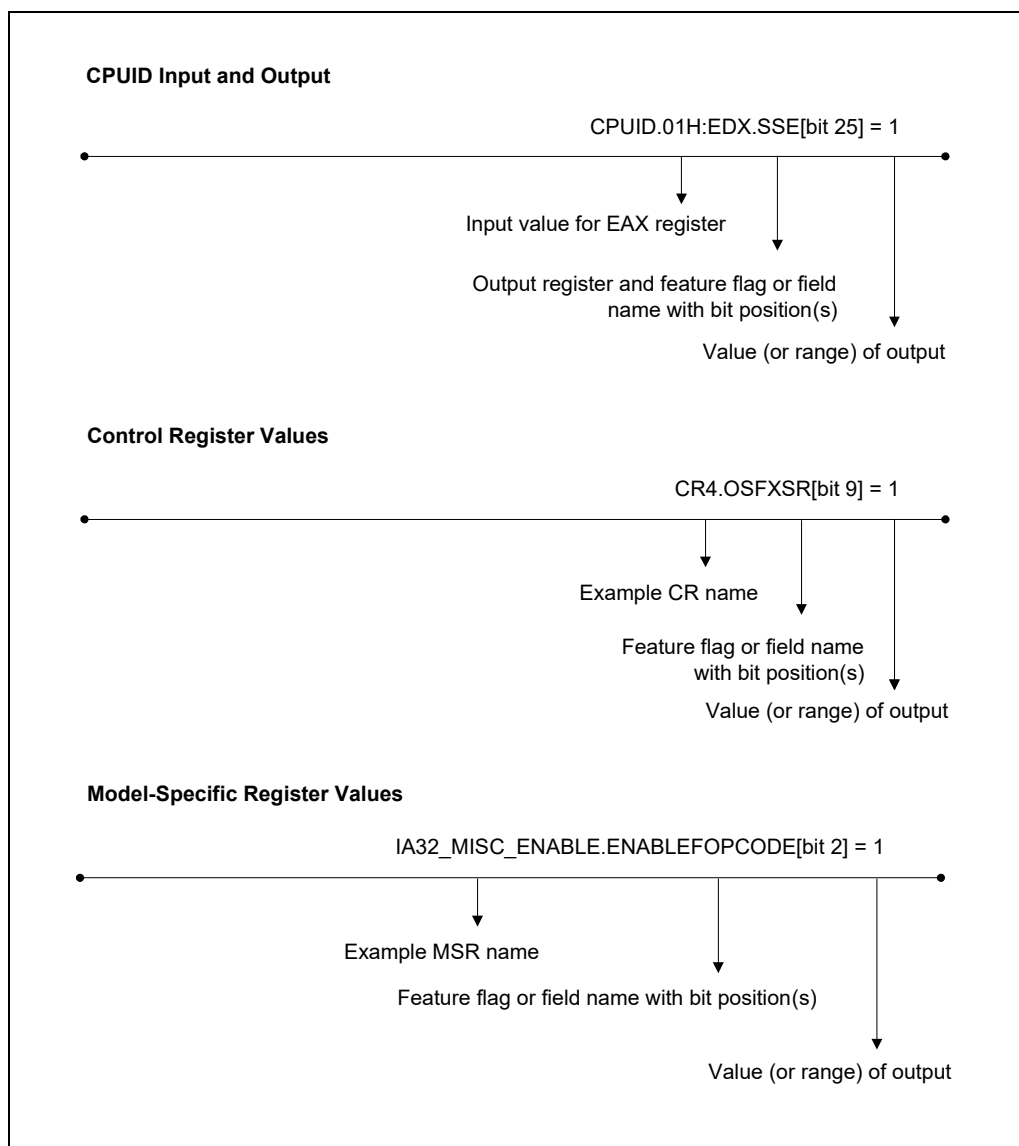 CPUID Input and Output
CPUID.01H:EDX.SSE[bit 25] = 1
Input value for EAX register
Output register and feature flag or field
name with bit position(s)
Value (or range) of output
Control Register Values
CR4.OSFXSR[bit 9] = 1
Example CR name
Feature flag or field name
with bit position(s)
Value (or range) of output
Model-Specific Register Values
IA32_MISC_ENABLE.ENABLEFOPCODE[bit 2] = 1
Example MSR name
Feature flag or field name with bit position(s)
Value (or range) of output